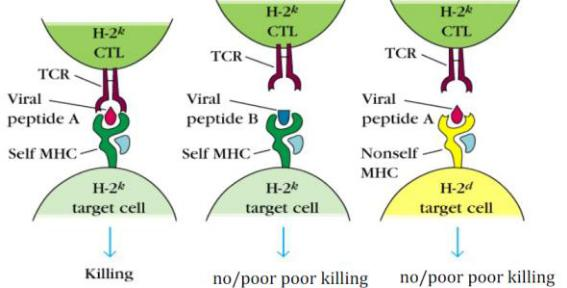 H-2k
CTL
TCR
Viral
peptide A
Self MHC
H-2k
target cell
Killing
H-2k
CTL
TCR
Viral
peptide B
Self MHC
H-2k
target cell
no/poor poor killing
H-2k
CTL
TCR
Viral
peptide A
Nonself
MHC
H-2d
target cell
no/poor poor killing